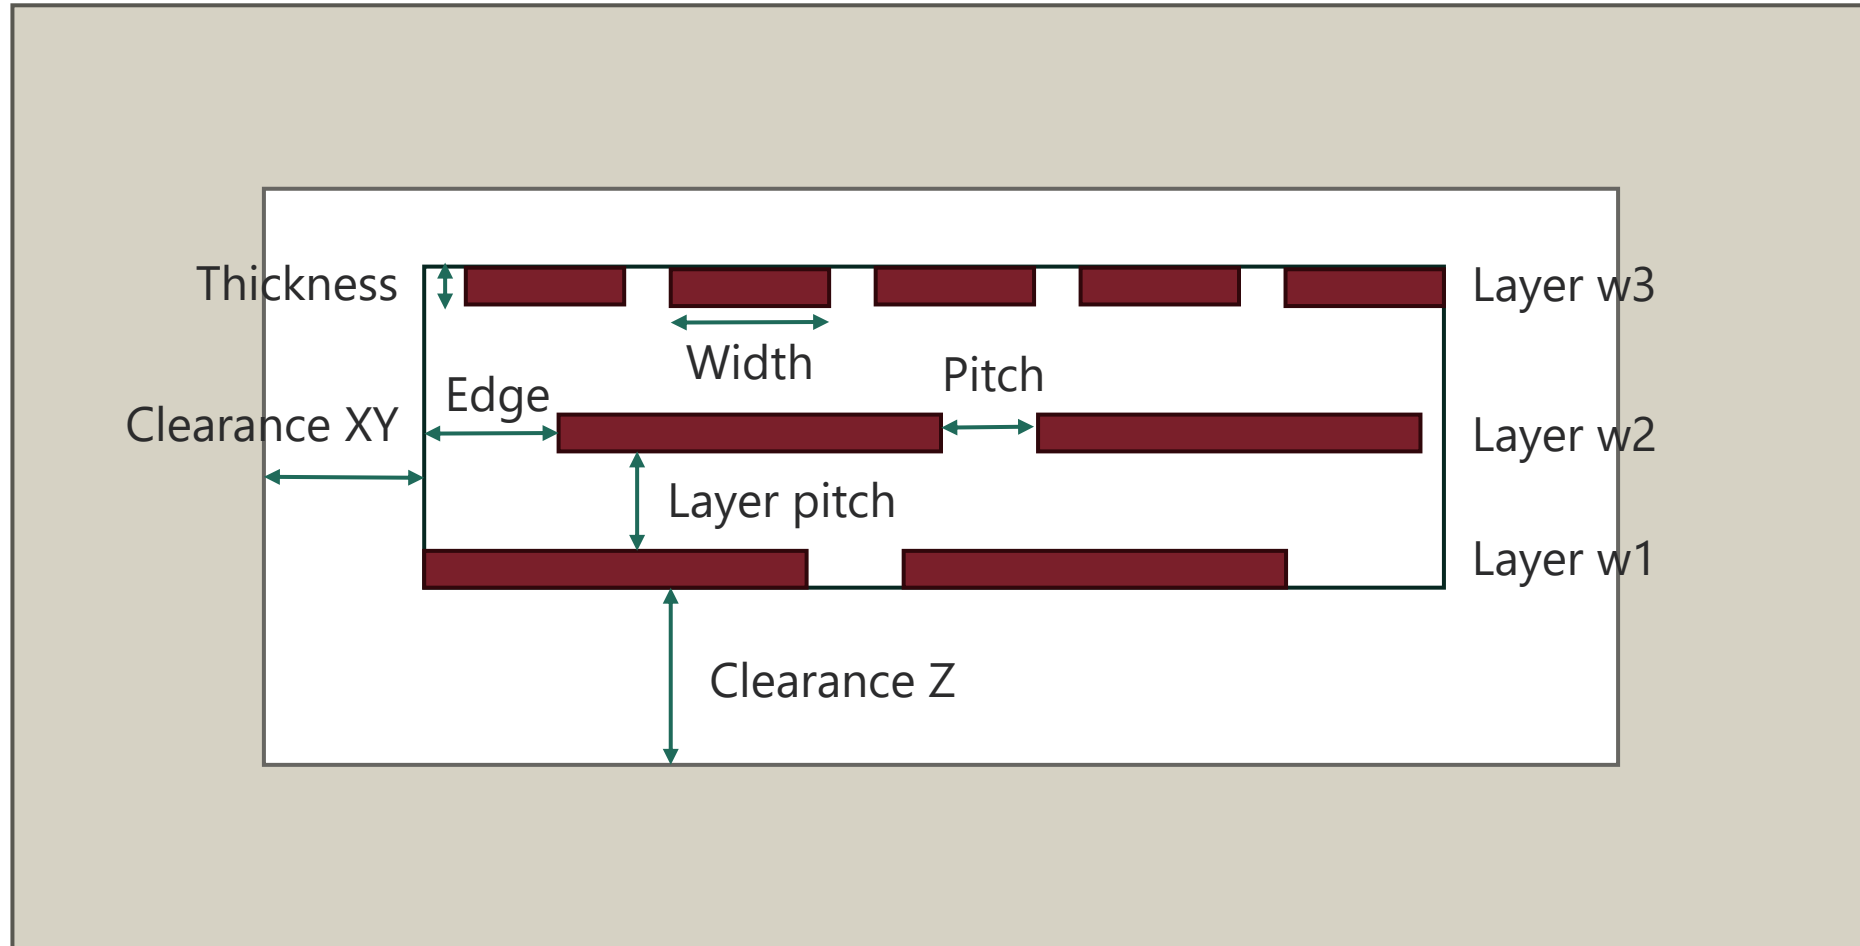 Thickness
Layer w3
Width
Pitch
Edge
Clearance XY
Layer w2
Layer pitch
Layer w1
Clearance Z